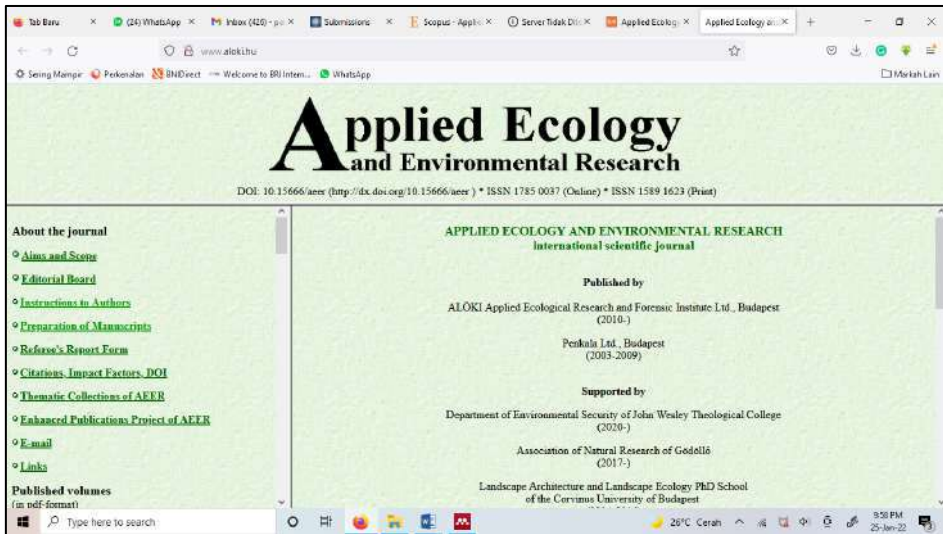 Tab Baru
(24) WhatsApp
Inbox (426) - po
Submissions
Scopus - Applie
Server Tidak Dite
Applied Ecology
Applied Ecology an
www.aloki.hu
Sering Mampir
Perkenalan
BNIDirect
Welcome to BRI Intern...
WhatsApp
Markah Lain
Applied Ecology
and Environmental Research
DOI: 10.15666/aeer (http://dx.doi.org/10.15666/aeer ) * ISSN 1785 0037 (Online) * ISSN 1589 1623 (Print)
About the journal
Aims and Scope
Editorial Board
Instructions to Authors
Preparation of Manuscripts
Referee's Report Form
Citations, Impact Factors, DOI
Thematic Collections of AEER
Enhanced Publications Project of AEER
E-mail
Links
Published volumes
(in pdf-format)
APPLIED ECOLOGY AND ENVIRONMENTAL RESEARCH
international scientific journal
Published by
ALÖKI Applied Ecological Research and Forensic Institute Ltd., Budapest
(2010-)
Penkala Ltd., Budapest
(2003-2009)
Supported by
Department of Environmental Security of John Wesley Theological College
(2020-)
Association of Natural Research of Gödöllő
(2017-)
Landscape Architecture and Landscape Ecology PhD School
of the Corvinus University of Budapest
Type here to search
26°C Cerah
9:58 PM
25-Jan-22